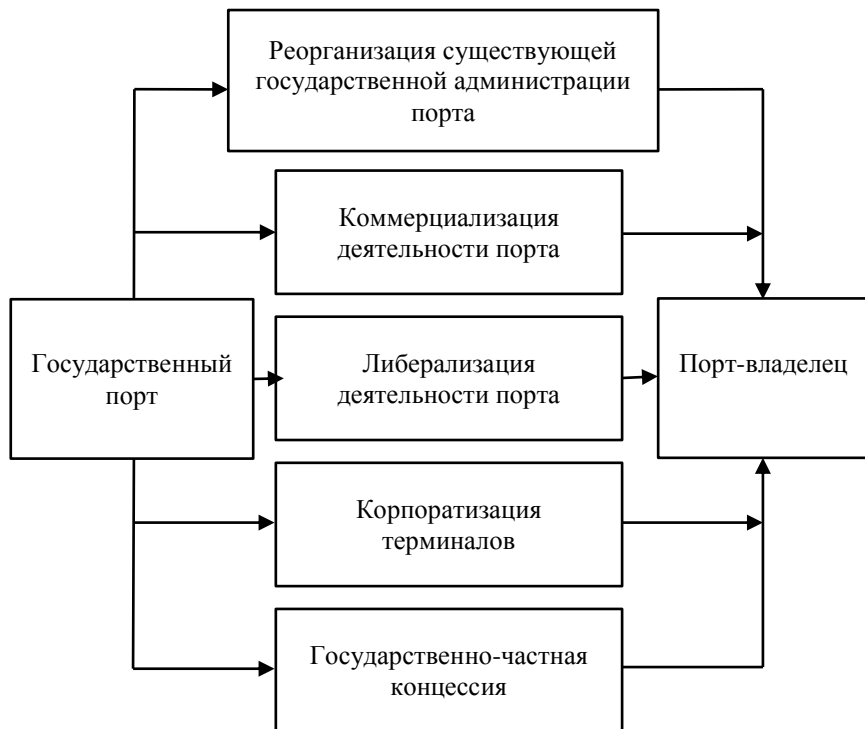 Реорганизация существующей
государственной администрации
порта
Коммерциализация
деятельности порта
Государственный
порт
Либерализация
деятельности порта
Порт-владелец
Корпоратизация
терминалов
Государственно-частная
концессия